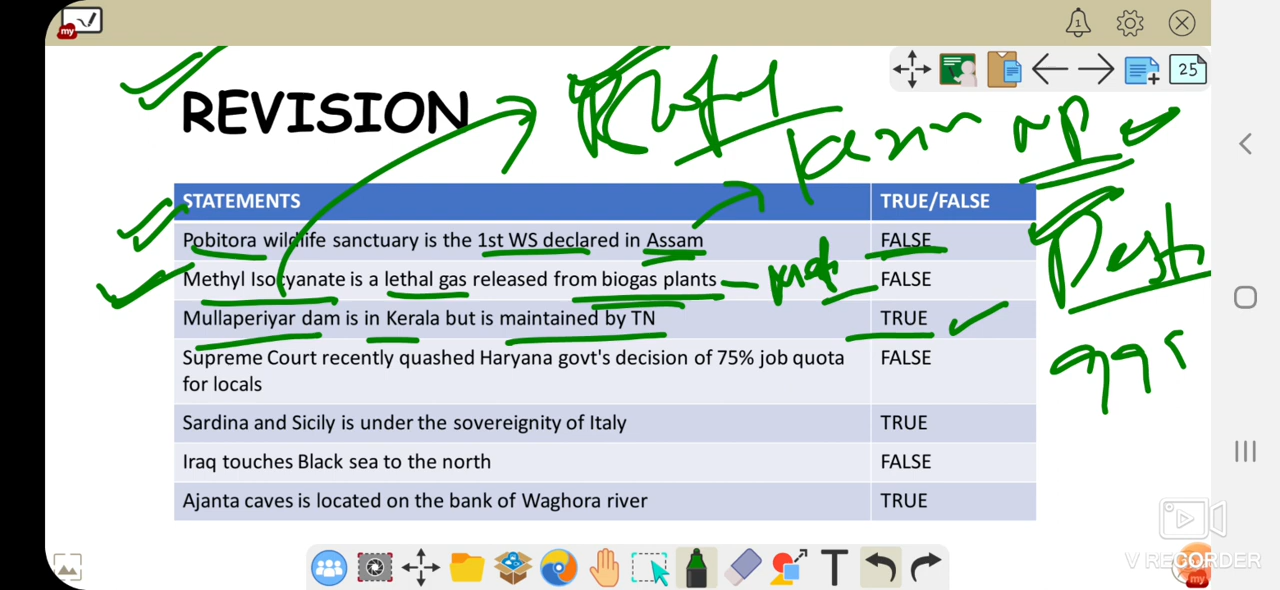 my
1
25
REVISION
NP
STATEMENTS TRUE/FALSE
Pobitora wildlife sanctuary is the 1st WS declared in Assam FALSE
Methyl Isocyanate is a lethal gas released from biogas plants FALSE
Mullaperiyar dam is in Kerala but is maintained by TN TRUE
Supreme Court recently quashed Haryana govt's decision of 75% job quota
for locals FALSE
Sardina and Sicily is under the sovereignity of Italy TRUE
Iraq touches Black sea to the north FALSE
Ajanta caves is located on the bank of Waghora river TRUE
T
V RECORDER
my